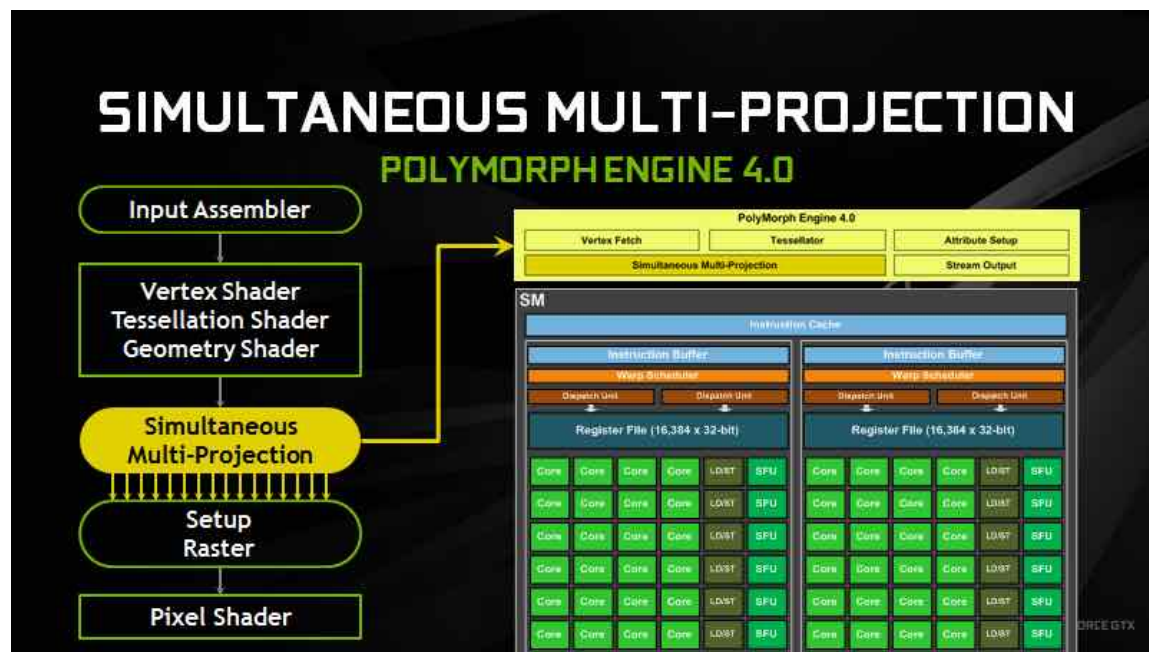 SIMULTANEOUS MULTI-PROJECTION
POLYMORPH ENGINE 4.0
Input Assembler
Vertex Shader
Tessellation Shader
Geometry Shader
Simultaneous
Multi-Projection
Setup
Raster
Pixel Shader
PolyMorph Engine 4.0
Vertex Fetch Tessellator Attribute Setup
Simultaneous Multi-Projection Stream Output
SM
Instruction Cache
Instruction Buffer Instruction Buffer
Warp Scheduler Warp Scheduler
Dispatch Unit Dispatch Unit Dispatch Unit Dispatch Unit
Register File (16,384 x 32-bit) Register File (16,384 x 32-bit)
Core Core Core Core LD/ST SFU Core Core Core Core LD/ST SFU
Core Core Core Core LD/ST SFU Core Core Core Core LD/ST SFU
Core Core Core Core LD/ST SFU Core Core Core Core LD/ST SFU
Core Core Core Core LD/ST SFU Core Core Core Core LD/ST SFU
Core Core Core Core LD/ST SFU Core Core Core Core LD/ST SFU
Core Core Core Core LD/ST SFU Core Core Core Core LD/ST SFU
ORCE GTX